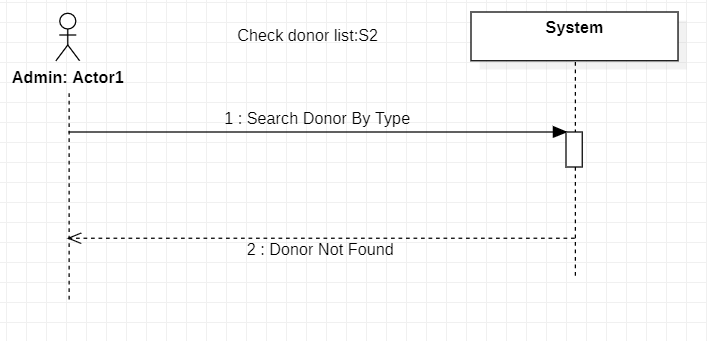 Check donor list:S2
System
Admin: Actor1
1 : Search Donor By Type
2 : Donor Not Found